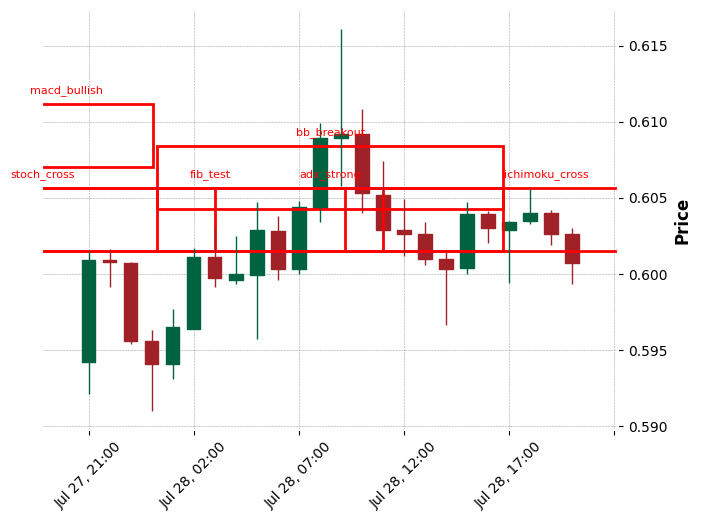 0.615
macd_bullish
0.610
bb_breakout
stoch_cross
fib_test
adx_strong
ichimoku_cross
0.605
0.600
0.595
0.590
Price
Jul 27, 21:00
Jul 28, 02:00
Jul 28, 07:00
Jul 28, 12:00
Jul 28, 17:00